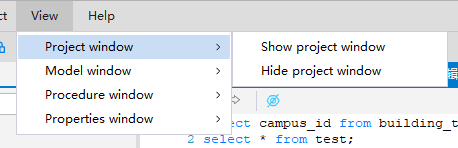 View Help
Project window
Model window
Procedure window
Properties window
Show project window
Hide project window
campus_id from building_t
2 select * from test;